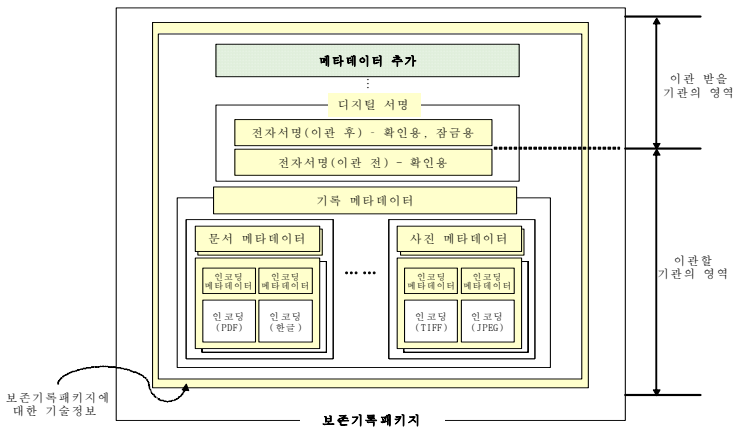 메타데이터 추가
디지털 서명
전자서명(이관 후) - 확인용, 잠금용
전자서명(이관 전) - 확인용
기록 메타데이터
문서 메타데이터
인코딩
메타데이터
인코딩
메타데이터
인코딩
(PDF)
인코딩
(한글)
... ...
사진 메타데이터
인코딩
메타데이터
인코딩
메타데이터
인코딩
(TIFF)
인코딩
(JPEG)
이관 받을
기관의 영역
이관할
기관의 영역
보존기록패키지에
대한 기술정보
보존기록패키지